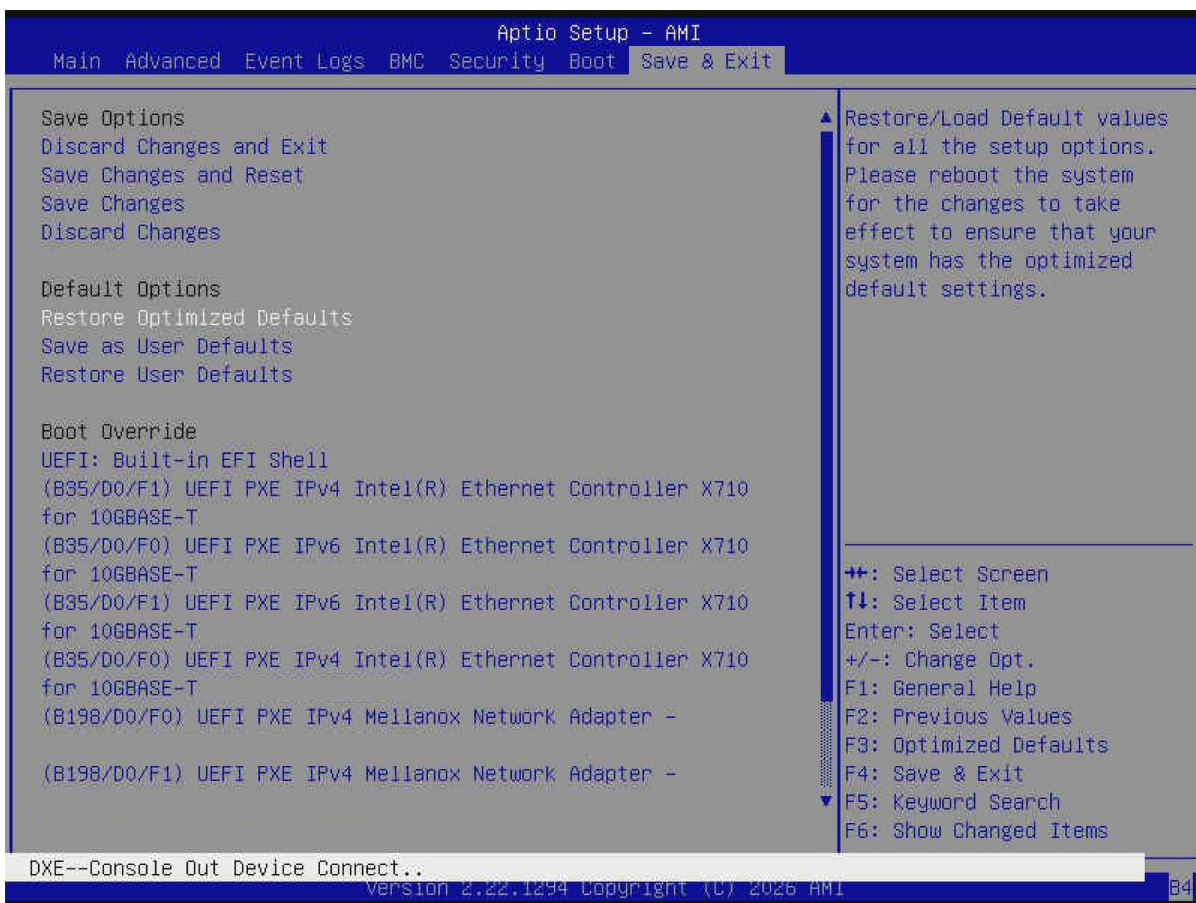 Aptio Setup – AMI
Main Advanced Event Logs BMC Security Boot Save & Exit
Save Options
Discard Changes and Exit
Save Changes and Reset
Save Changes
Discard Changes
Default Options
Restore Optimized Defaults
Save as User Defaults
Restore User Defaults
Boot Override
UEFI: Built-in EFI Shell
(B35/D0/F1) UEFI PXE IPv4 Intel(R) Ethernet Controller X710
for 10GBASE-T
(B35/D0/F0) UEFI PXE IPv6 Intel(R) Ethernet Controller X710
for 10GBASE-T
(B35/D0/F1) UEFI PXE IPv6 Intel(R) Ethernet Controller X710
for 10GBASE-T
(B35/D0/F0) UEFI PXE IPv4 Intel(R) Ethernet Controller X710
for 10GBASE-T
(B198/D0/F0) UEFI PXE IPv4 Mellanox Network Adapter –
(B198/D0/F1) UEFI PXE IPv4 Mellanox Network Adapter –
Restore/Load Default values
for all the setup options.
Please reboot the system
for the changes to take
effect to ensure that your
system has the optimized
default settings.
→←: Select Screen
↑↓: Select Item
Enter: Select
+/-: Change Opt.
F1: General Help
F2: Previous Values
F3: Optimized Defaults
F4: Save & Exit
F5: Keyword Search
F6: Show Changed Items
DXE--Console Out Device Connect..
Version 2.22.1294 Copyright (C) 2026 AMI
B4